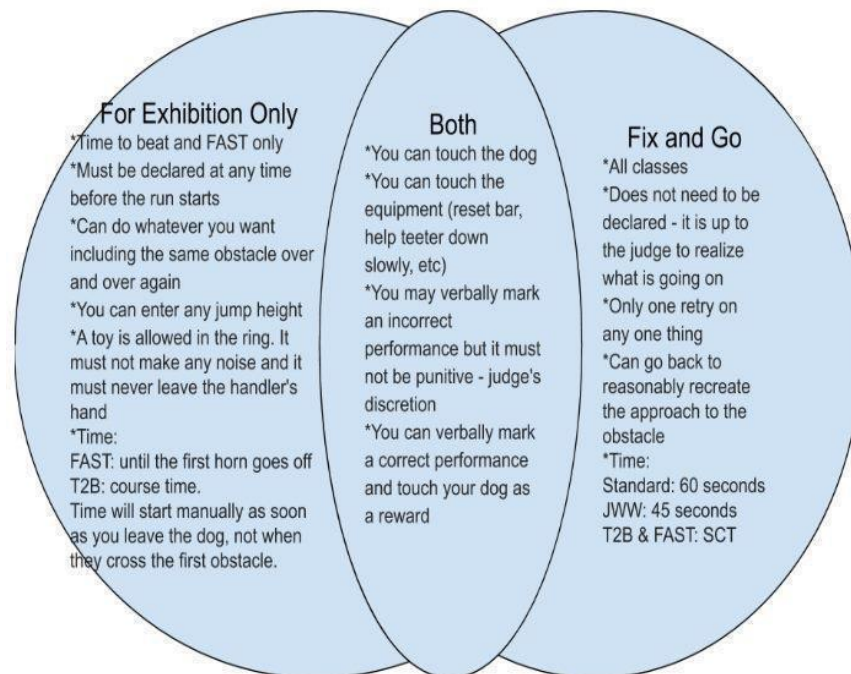 For Exhibition Only
*Time to beat and FAST only
*Must be declared at any time
before the run starts
*Can do whatever you want
including the same obstacle over
and over again
*You can enter any jump height
*A toy is allowed in the ring. It
must not make any noise and it
must never leave the handler's
hand
*Time:
FAST: until the first horn goes off
T2B: course time.
Time will start manually as soon
as you leave the dog, not when
they cross the first obstacle.
Both
*You can touch the dog
*You can touch the
equipment (reset bar,
help teeter down
slowly, etc)
*You may verbally mark
an incorrect
performance but it must
not be punitive - judge's
discretion
*You can verbally mark
a correct performance
and touch your dog as
a reward
Fix and Go
*All classes
*Does not need to be
declared - it is up to
the judge to realize
what is going on
*Only one retry on
any one thing
*Can go back to
reasonably recreate
the approach to the
obstacle
*Time:
Standard: 60 seconds
JWW: 45 seconds
T2B & FAST: SCT